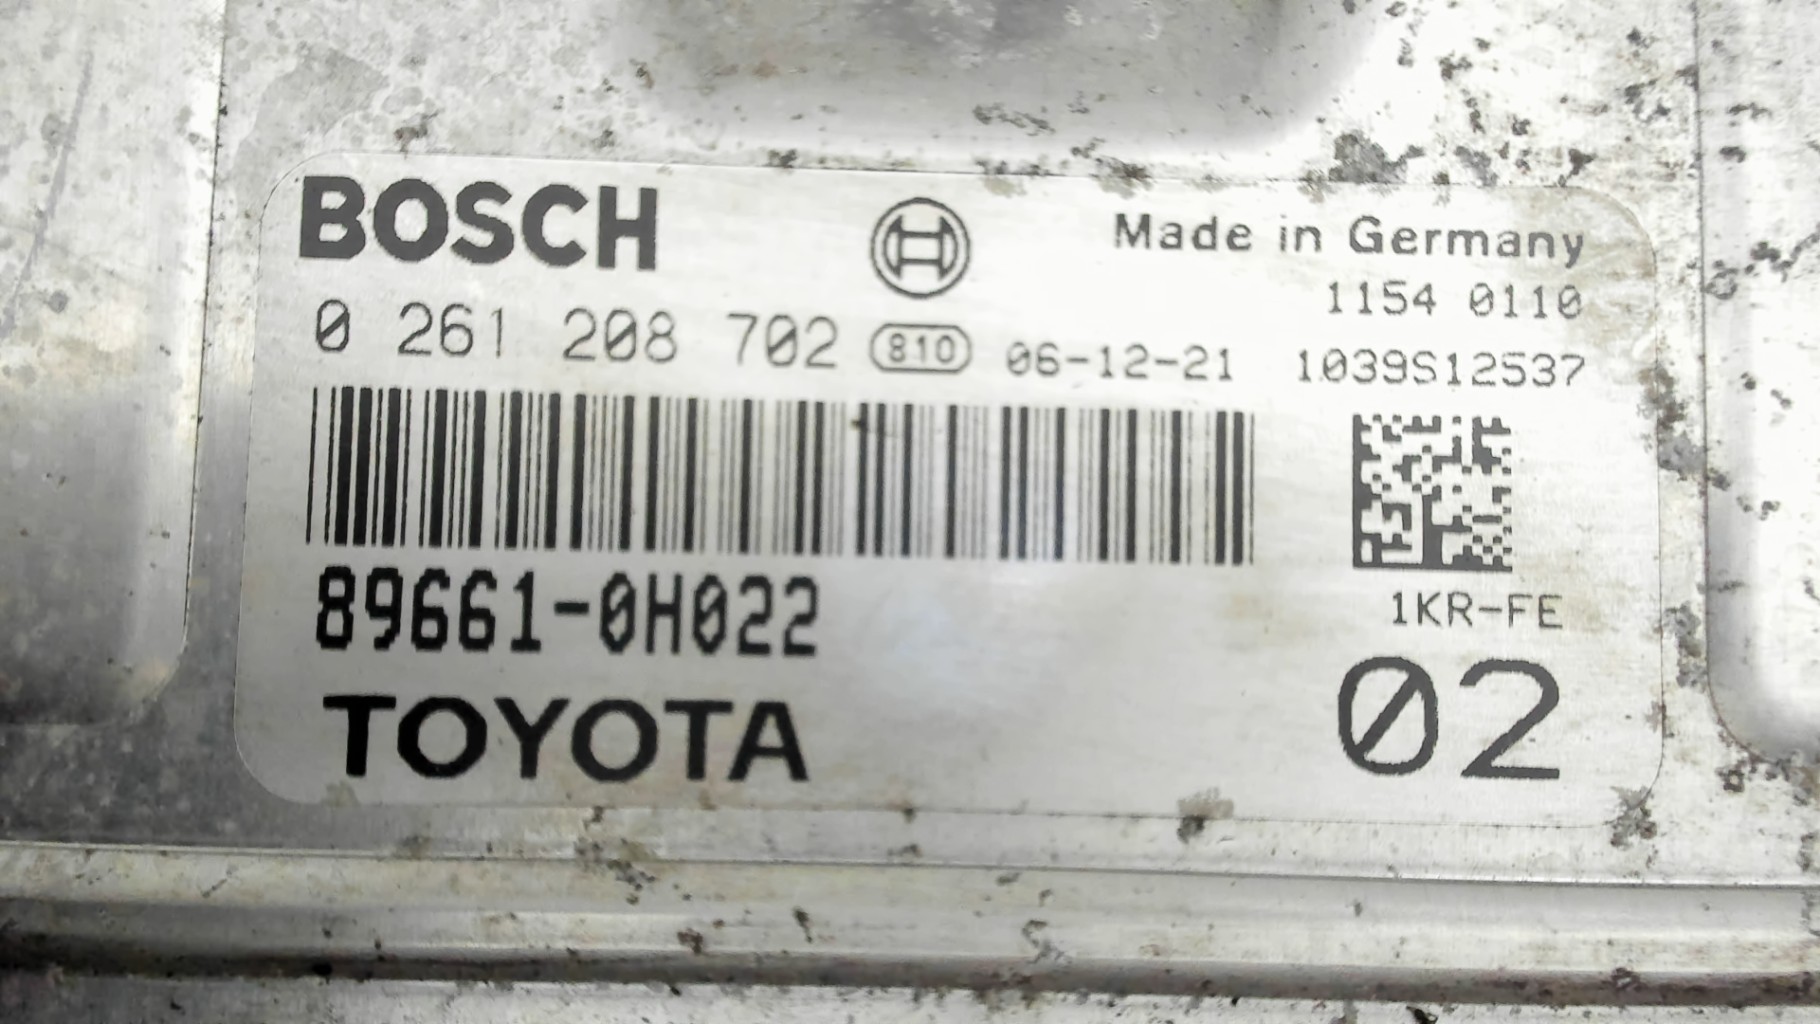 BOSCH
Made in Germany
1154 0110
0 261 208 702 810 06-12-21 1039S12537
89661-0H022
1KR-FE
TOYOTA
02